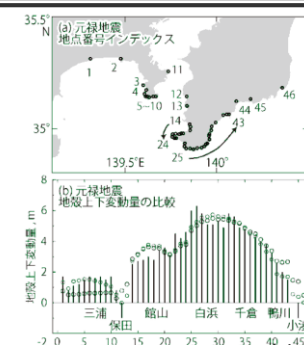 35.5°
N
(a) 元禄地震
地点番号インデックス
1
2
11
3
4
12
13
46
5~10
45
14
44
43
24
35°
25
139.5°E
140°
(b) 元禄地震
地殻上下変動量の比較
8
6
4
2
0
地殻上下変動量, m
三浦
館山
白浜
千倉
鴨川
保田
小湊
-2
0
5
10
15
20
25
30
35
40
45